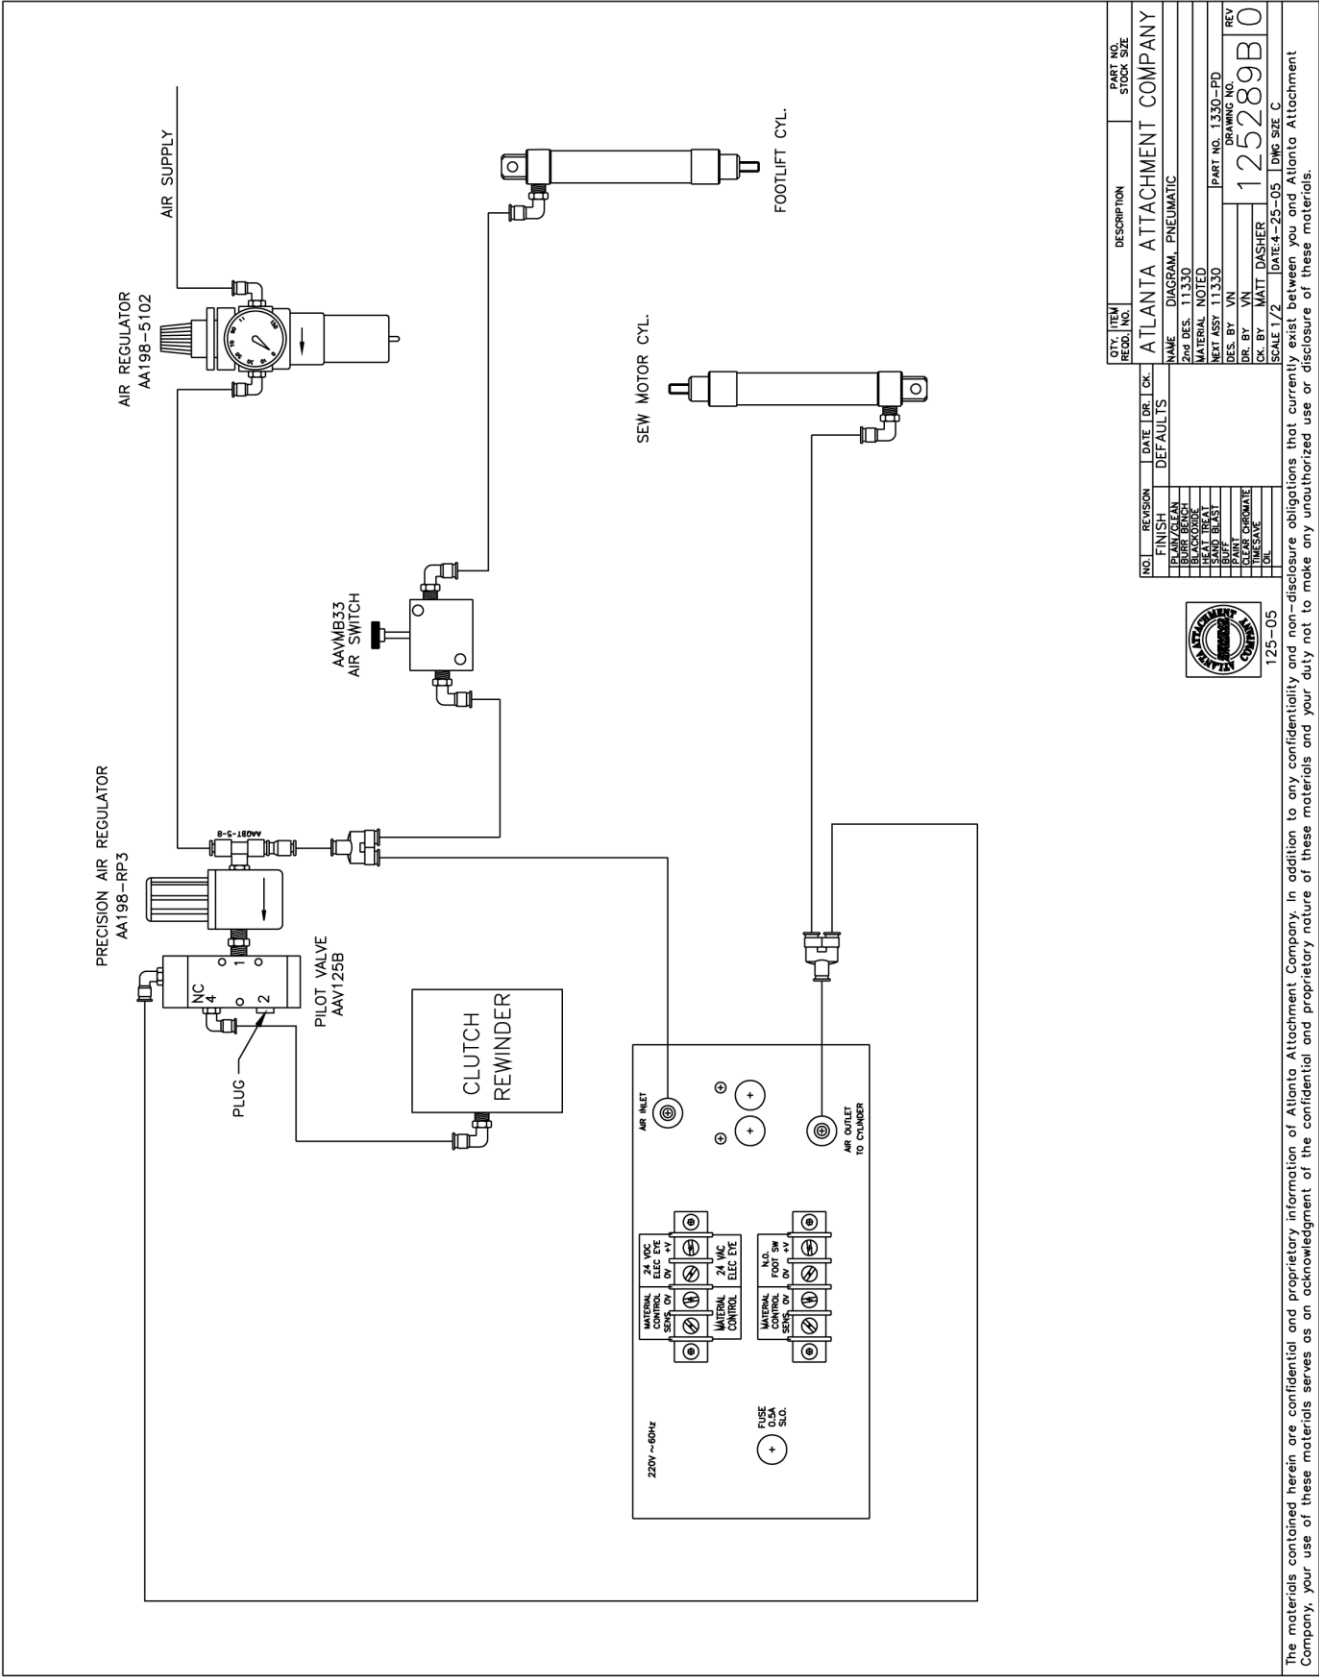 AIR SUPPLY
AIR REGULATOR
AA198-5102
FOOTLIFT CYL.
SEW MOTOR CYL.
AAVMB33
AIR SWITCH
PRECISION AIR REGULATOR
AA198-RP3
AAQBT-5-8
PILOT VALVE
AAV125B
NC
4
1
2
PLUG
CLUTCH
REWINDER
AIR INLET
AIR OUTLET
TO CYLINDER
24 VDC
ELEC EYE
0V +V
MATERIAL
CONTROL
SENS. 0V
24 VAC
ELEC EYE
MATERIAL
CONTROL
N.O.
FOOT SW
0V +V
MATERIAL
CONTROL
SENS. 0V
220V~60Hz
FUSE
0.5A
SLO.
QTY. REQD. ITEM NO. DESCRIPTION PART NO. STOCK SIZE
ATLANTA ATTACHMENT COMPANY
NAME DIAGRAM, PNEUMATIC
2nd DES. 11330
MATERIAL NOTED
NEXT ASSY 11330 PART NO. 1330-PD
DES. BY VN DRAWING NO. REV
DR. BY VN 125289B 0
CK. BY MATT DASHER
SCALE 1/2 DATE:4-25-05 DWG SIZE C
NO. REVISION DATE DR. CK.
FINISH DEFAULTS
PLAIN/CLEAN
BURR BENCH
BLACKOXIDE
HEAT TREAT
SAND BLAST
BUFF
PAINT
CLEAR CHROMATE
TIMESAVE
OIL
ATLANTA ATTACHMENT COMPANY
125-05
The materials contained herein are confidential and proprietary information of Atlanta Attachment Company. In addition to any confidentiality and non-disclosure obligations that currently exist between you and Atlanta Attachment
Company, your use of these materials serves as an acknowledgment of the confidential and proprietary nature of these materials and your duty not to make any unauthorized use or disclosure of these materials.